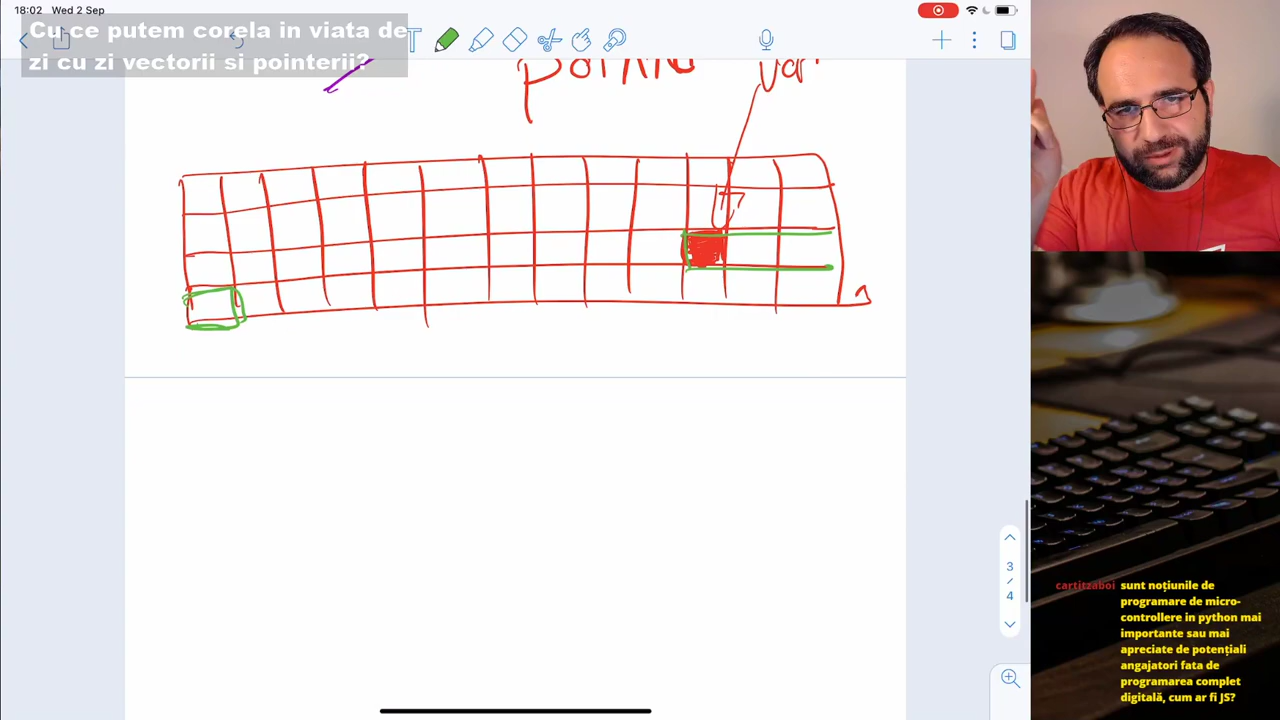 18:02 Wed 2 Sep
Cu ce putem corela in viata de
zi cu zi vectorii si pointerii?
T
3
/
4
cartitzaboi sunt noțiunile de
programare de micro-
controllere in python mai
importante sau mai
apreciate de potențiali
angajatori fata de
programarea complet
digitală, cum ar fi JS?